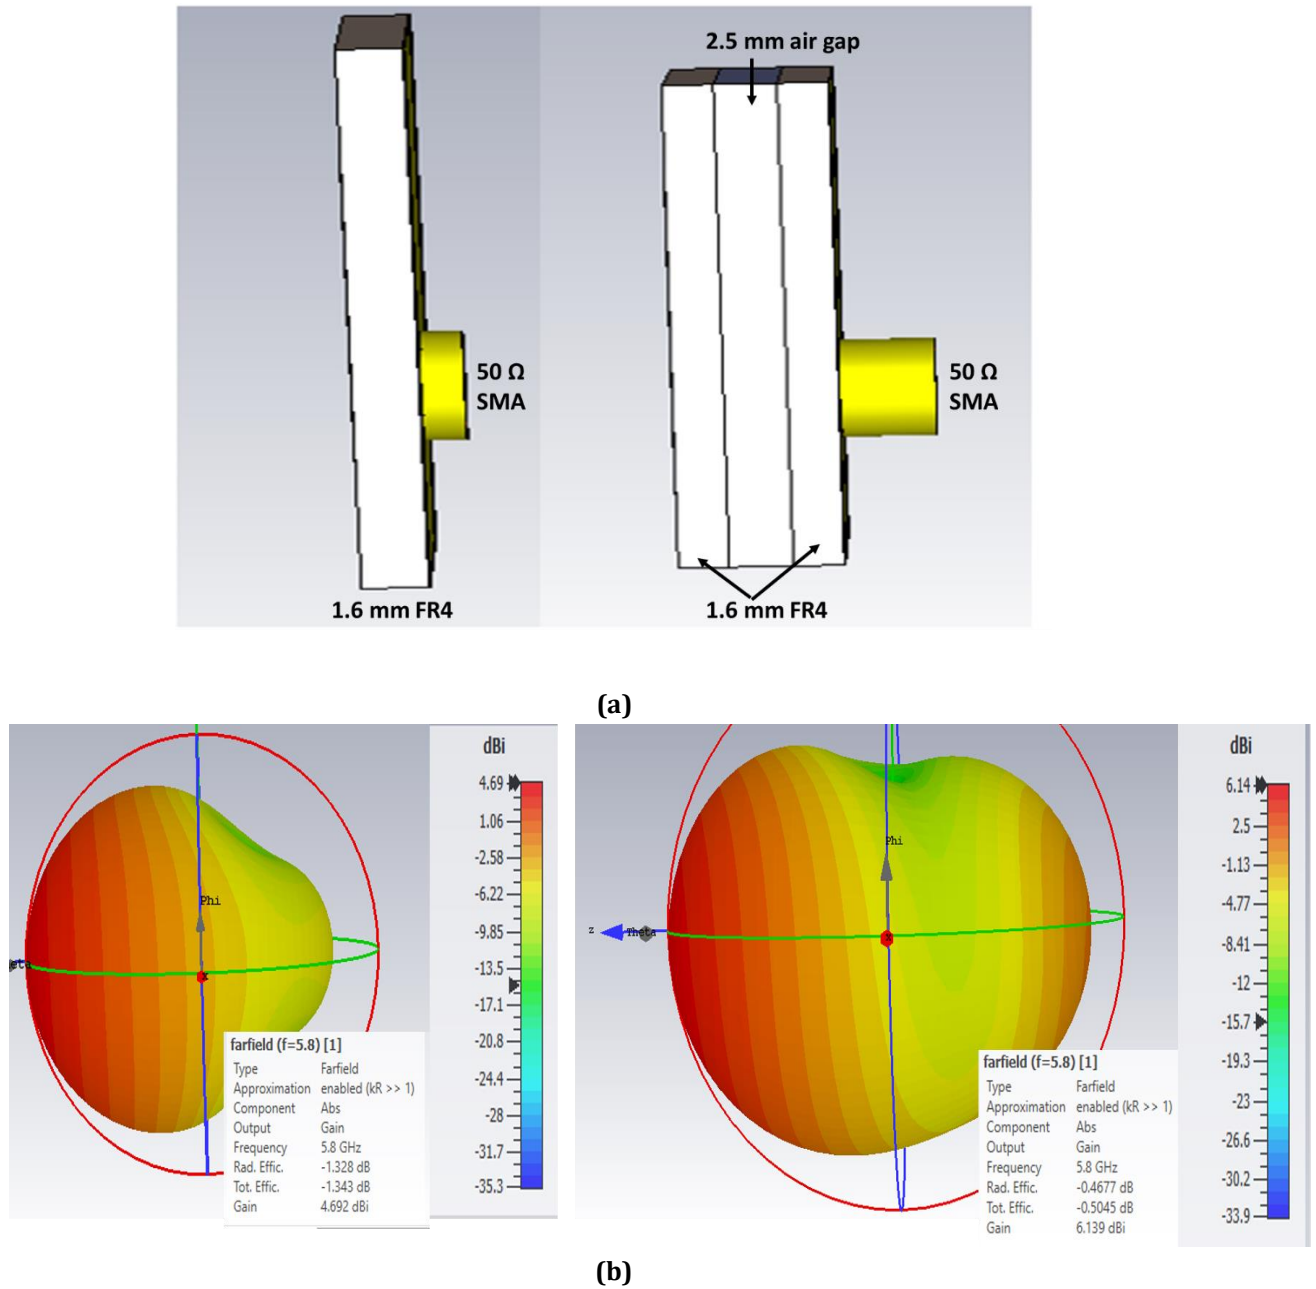 2.5 mm air gap
50 Ω
SMA
50 Ω
SMA
1.6 mm FR4
1.6 mm FR4
(a)
dBi
4.69
1.06
-2.58
-6.22
-9.85
-13.5
-17.1
-20.8
-24.4
-28
-31.7
-35.3
Phi
x
farfield (f=5.8) [1]
Type Farfield
Approximation enabled (kR >> 1)
Component Abs
Output Gain
Frequency 5.8 GHz
Rad. Effic. -1.328 dB
Tot. Effic. -1.343 dB
Gain 4.692 dBi
dBi
6.14
2.5
-1.13
-4.77
-8.41
-12
-15.7
-19.3
-23
-26.6
-30.2
-33.9
Phi
z
Theta
x
farfield (f=5.8) [1]
Type Farfield
Approximation enabled (kR >> 1)
Component Abs
Output Gain
Frequency 5.8 GHz
Rad. Effic. -0.4677 dB
Tot. Effic. -0.5045 dB
Gain 6.139 dBi
(b)